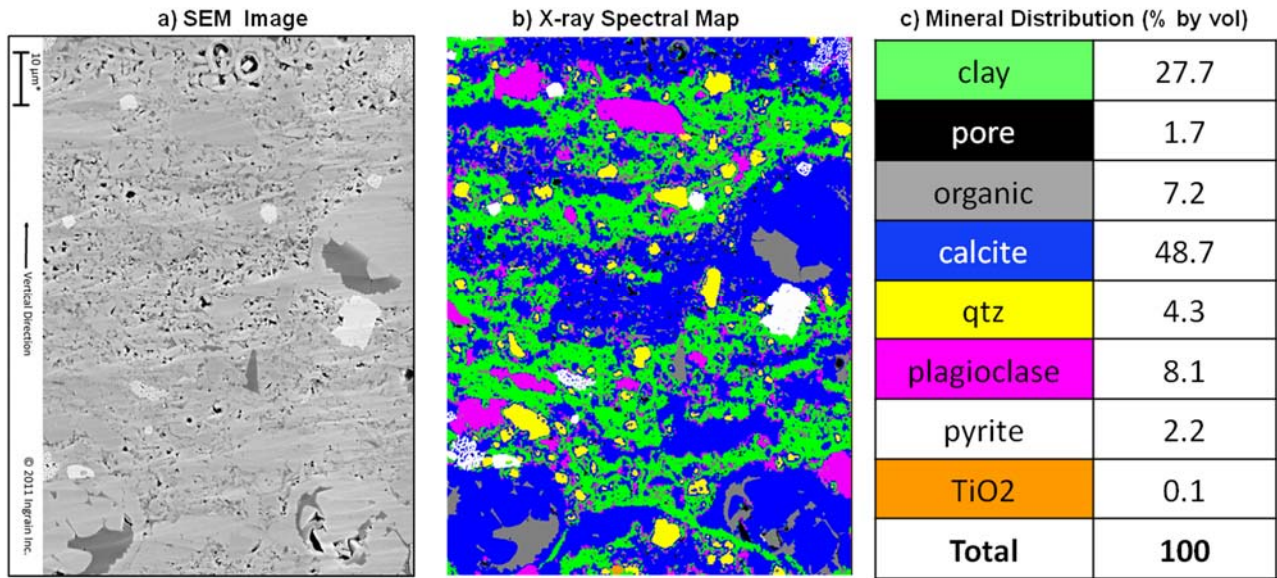 a) SEM Image
b) X-ray Spectral Map
c) Mineral Distribution (% by vol)
10 µm*
Vertical Direction
© 2011 Ingrain Inc.
clay 27.7
pore 1.7
organic 7.2
calcite 48.7
qtz 4.3
plagioclase 8.1
pyrite 2.2
TiO2 0.1
Total 100